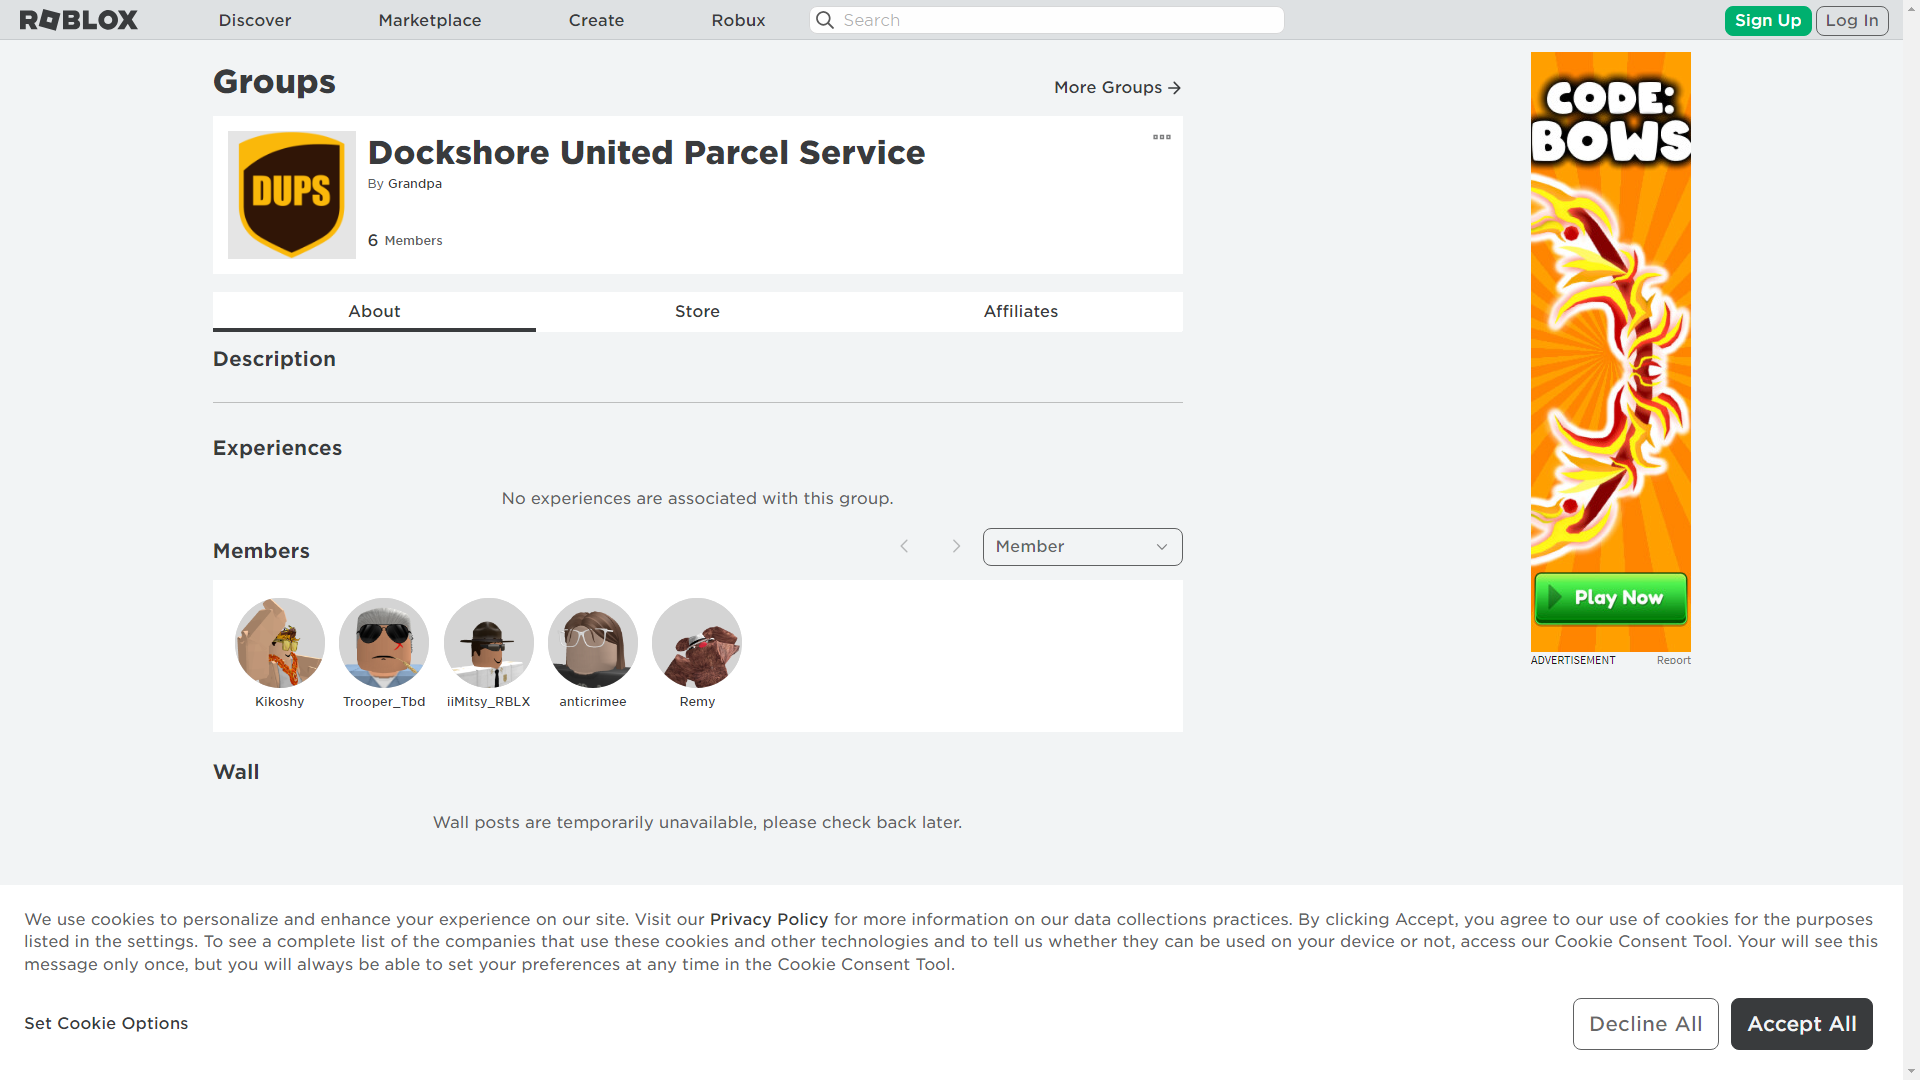 ROBLOX
Discover
Marketplace
Create
Robux
Search
Sign Up
Log In
Groups
More Groups
DUPS
Dockshore United Parcel Service
By Grandpa
6 Members
About
Store
Affiliates
Description
Experiences
No experiences are associated with this group.
Members
Member
Kikoshy
Trooper_Tbd
iiMitsy_RBLX
anticrimee
Remy
Wall
Wall posts are temporarily unavailable, please check back later.
CODE:
BOWS
Play Now
ADVERTISEMENT
Report
We use cookies to personalize and enhance your experience on our site. Visit our Privacy Policy for more information on our data collections practices. By clicking Accept, you agree to our use of cookies for the purposes
listed in the settings. To see a complete list of the companies that use these cookies and other technologies and to tell us whether they can be used on your device or not, access our Cookie Consent Tool. Your will see this
message only once, but you will always be able to set your preferences at any time in the Cookie Consent Tool.
Set Cookie Options
Decline All
Accept All